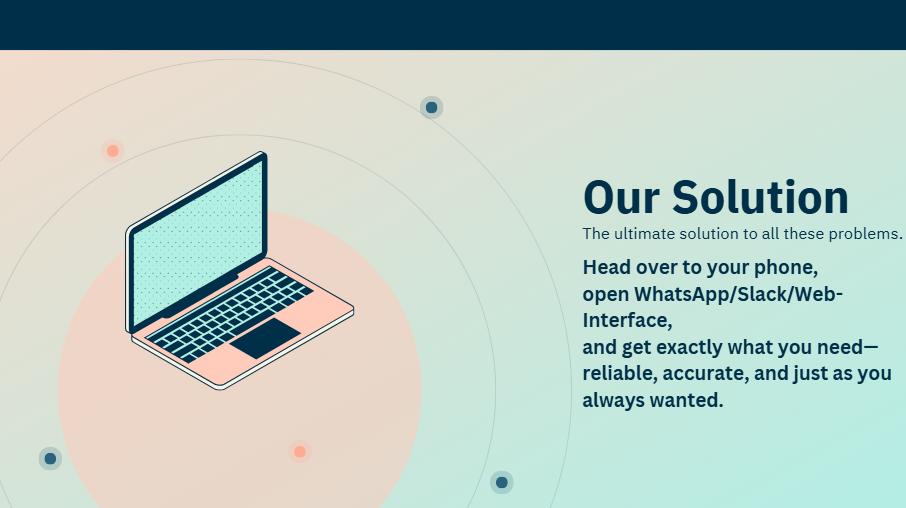 Our Solution
The ultimate solution to all these problems.
Head over to your phone,
open WhatsApp/Slack/Web-
Interface,
and get exactly what you need—
reliable, accurate, and just as you
always wanted.